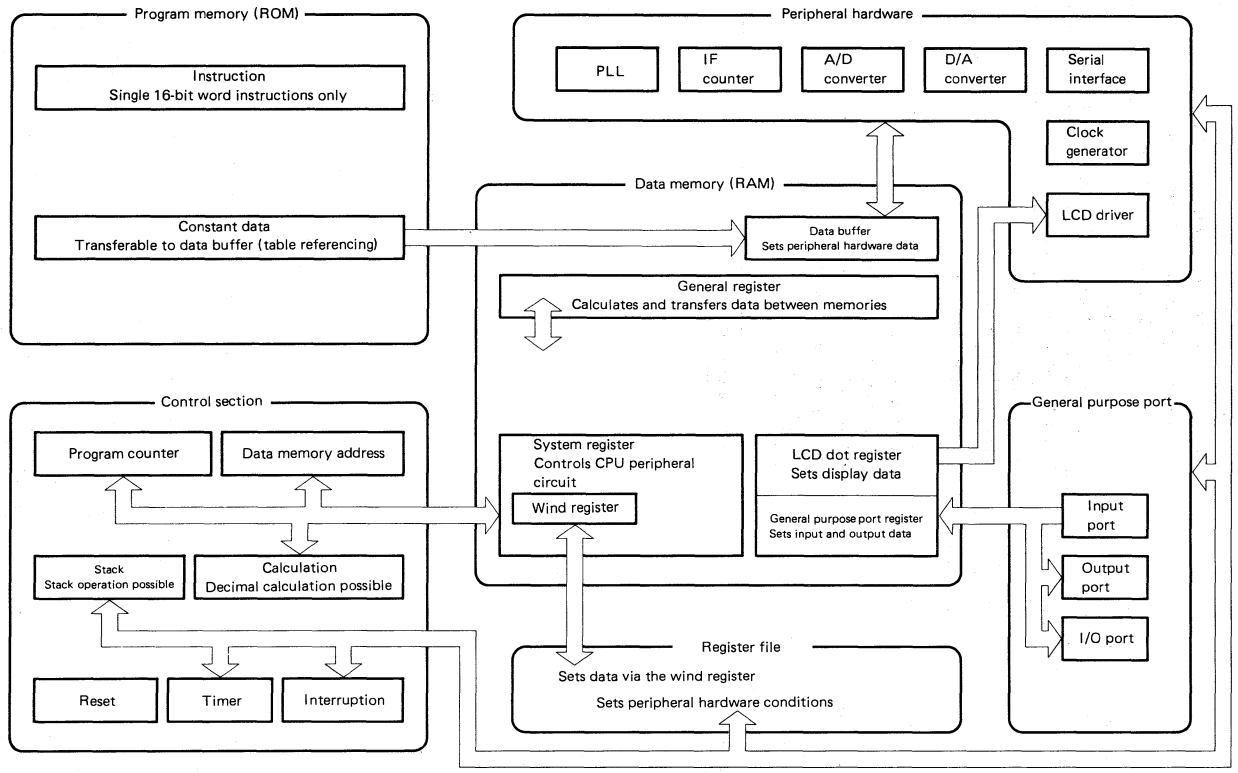 Program memory (ROM)
Instruction
Single 16-bit word instructions only
Constant data
Transferable to data buffer (table referencing)
Peripheral hardware
PLL
IF
counter
A/D
converter
D/A
converter
Serial
interface
Clock
generator
LCD driver
Data memory (RAM)
Data buffer
Sets peripheral hardware data
General register
Calculates and transfers data between memories
System register
Controls CPU peripheral
circuit
Wind register
LCD dot register
Sets display data
General purpose port register
Sets input and output data
Control section
Program counter
Data memory address
Stack
Stack operation possible
Calculation
Decimal calculation possible
Reset
Timer
Interruption
Register file
Sets data via the wind register
Sets peripheral hardware conditions
General purpose port
Input
port
Output
port
I/O port